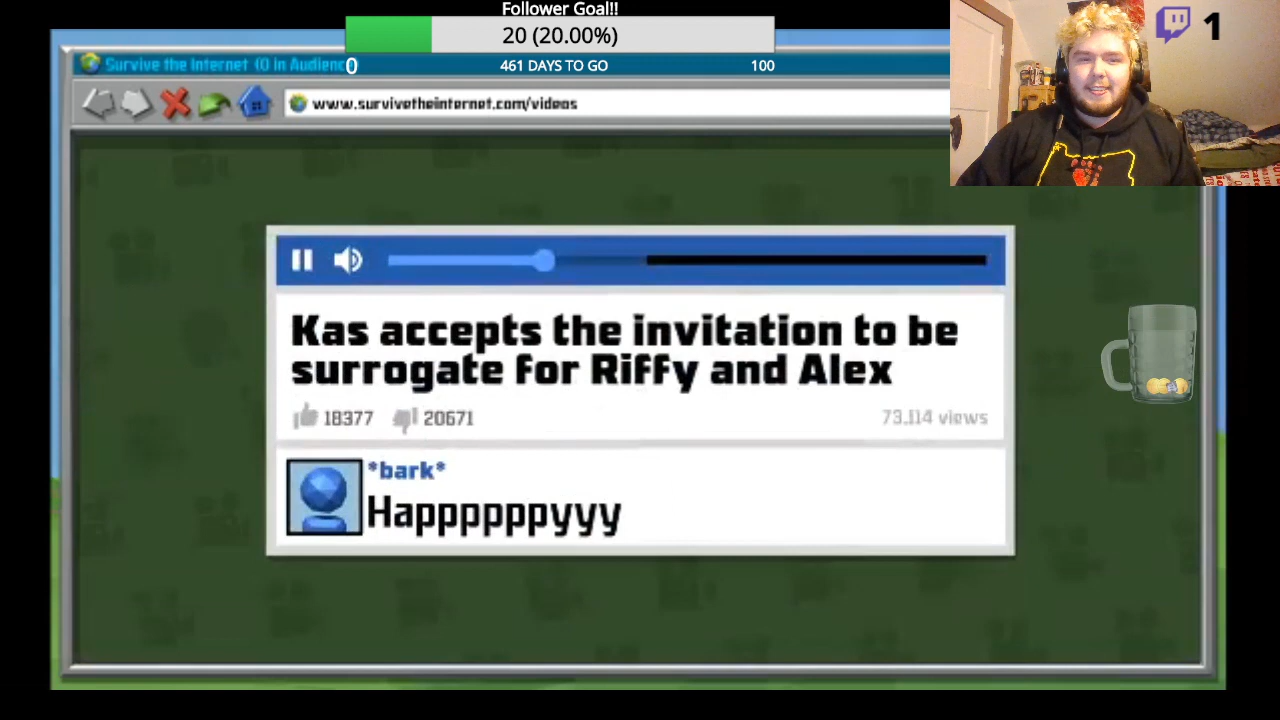 Follower Goal!!
20 (20.00%)
0
461 DAYS TO GO
100
1
Survive the Internet (0 in Audienc
www.survivetheinternet.com/videos
Kas accepts the invitation to be
surrogate for Riffy and Alex
18377
20671
73,114 views
*bark*
Happppppyyy